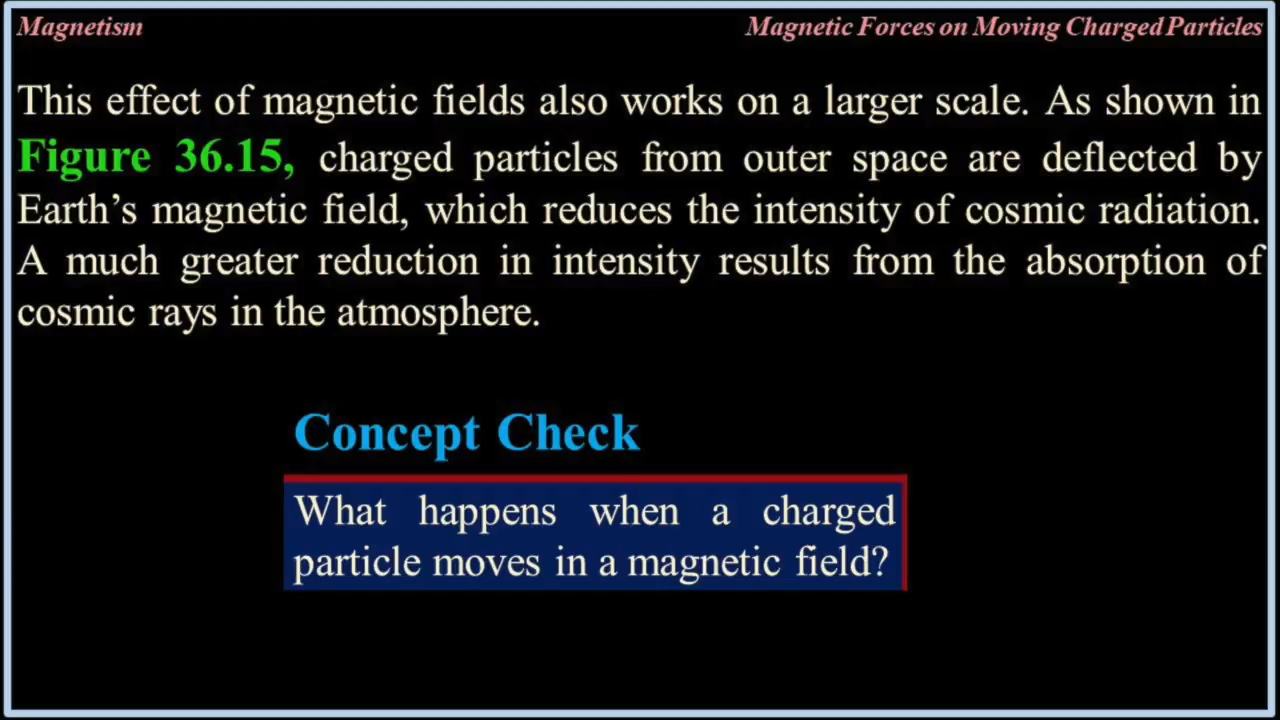 Magnetism
Magnetic Forces on Moving Charged Particles
This effect of magnetic fields also works on a larger scale. As shown in
Figure 36.15, charged particles from outer space are deflected by
Earth’s magnetic field, which reduces the intensity of cosmic radiation.
A much greater reduction in intensity results from the absorption of
cosmic rays in the atmosphere.
Concept Check
What happens when a charged
particle moves in a magnetic field?